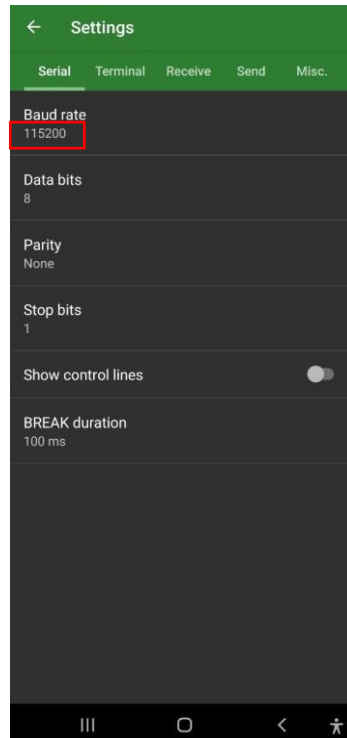 Settings
Serial Terminal Receive Send Misc.
Baud rate
115200
Data bits
8
Parity
None
Stop bits
1
Show control lines
BREAK duration
100 ms